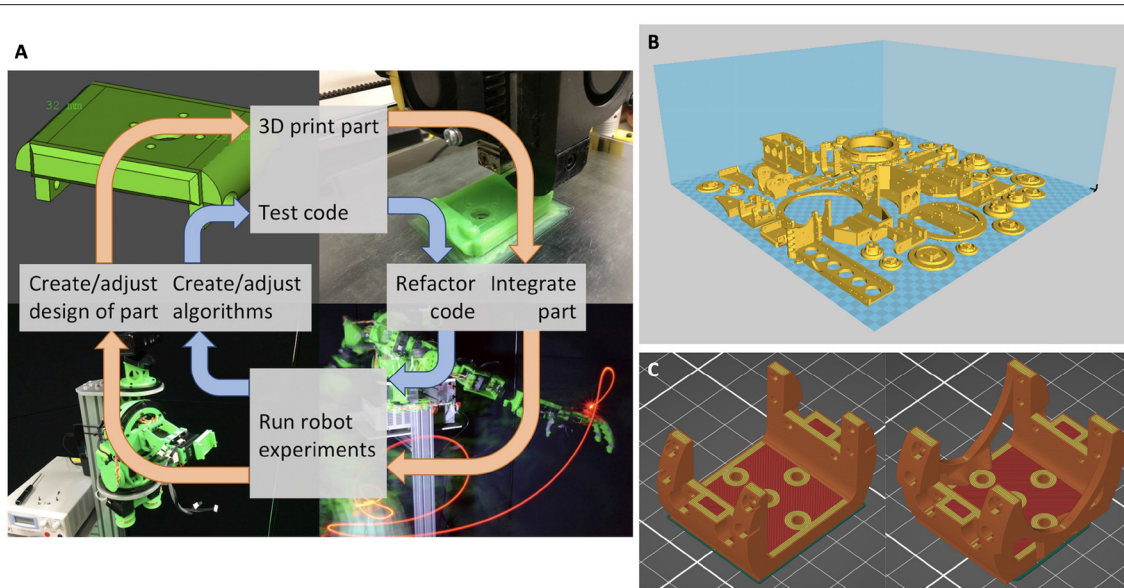 A
32 mm
3D print part
Test code
Create/adjust
design of part
Create/adjust
algorithms
Refactor
code
Integrate
part
Run robot
experiments
B
C